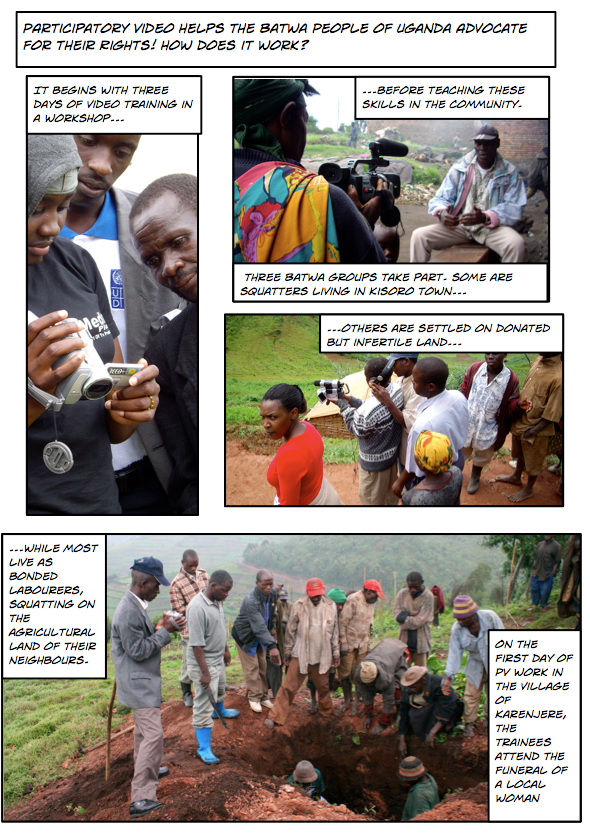 PARTICIPATORY VIDEO HELPS THE BATWA PEOPLE OF UGANDA ADVOCATE
FOR THEIR RIGHTS! HOW DOES IT WORK?
IT BEGINS WITH THREE
DAYS OF VIDEO TRAINING IN
A WORKSHOP...
...BEFORE TEACHING THESE
SKILLS IN THE COMMUNITY.
THREE BATWA GROUPS TAKE PART. SOME ARE
SQUATTERS LIVING IN KISORO TOWN...
...OTHERS ARE SETTLED ON DONATED
BUT INFERTILE LAND...
...WHILE MOST
LIVE AS
BONDED
LABOURERS,
SQUATTING ON
THE
AGRICULTURAL
LAND OF THEIR
NEIGHBOURS.
ON THE
FIRST DAY OF
PV WORK IN
THE VILLAGE
OF
KARENJERE,
THE
TRAINEES
ATTEND THE
FUNERAL OF
A LOCAL
WOMAN